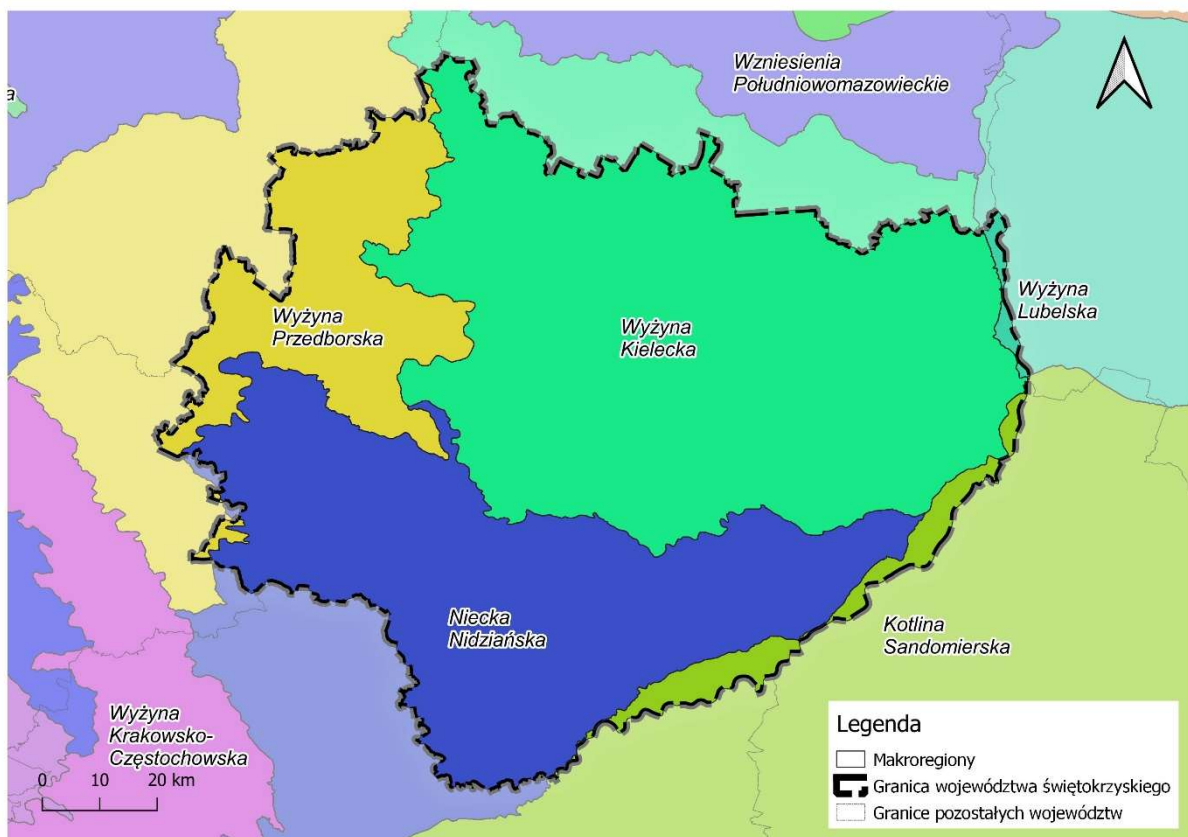 Wzniesienia
Południowomazowieckie
a
Wyżyna
Lubelska
Wyżyna
Przedborska
Wyżyna
Kielecka
Niecka
Nidziańska
Kotlina
Sandomierska
Wyżyna
Krakowsko-
Częstochowska
0 10 20 km
Legenda
Makroregiony
Granica województwa świętokrzyskiego
Granice pozostałych województw